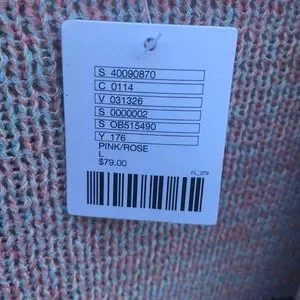 S 40090870
C 0114
V 031326
S 0000002
S OB515490
Y 176
PINK/ROSE
L
$79.00
FL_379